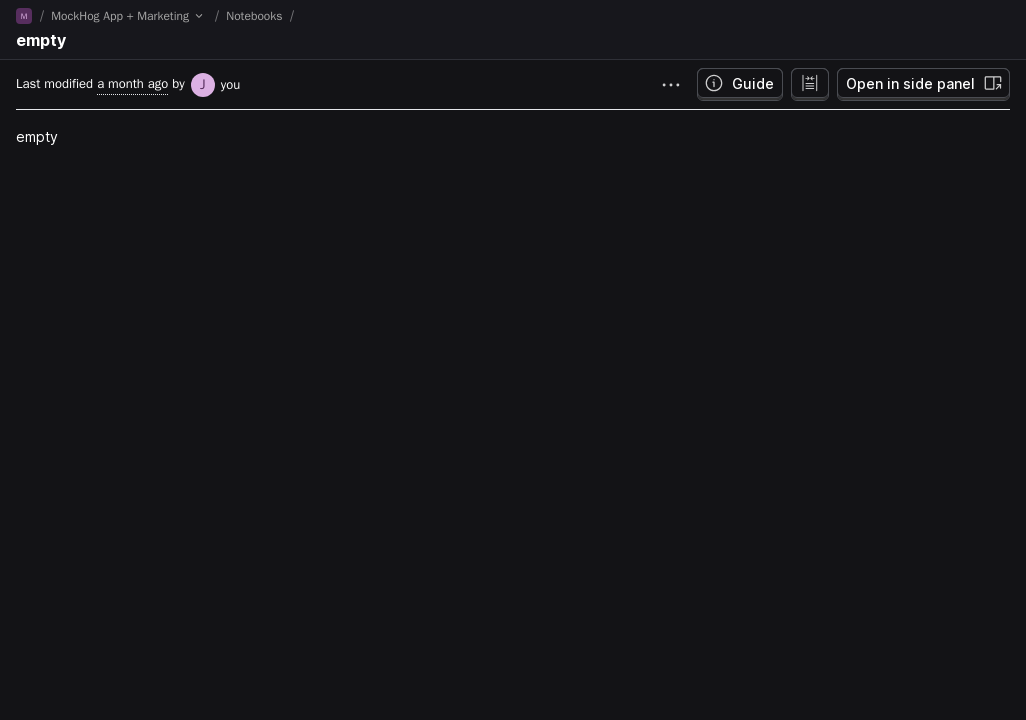 M / MockHog App + Marketing / Notebooks /
empty
Last modified a month ago by J you
Guide
Open in side panel
empty